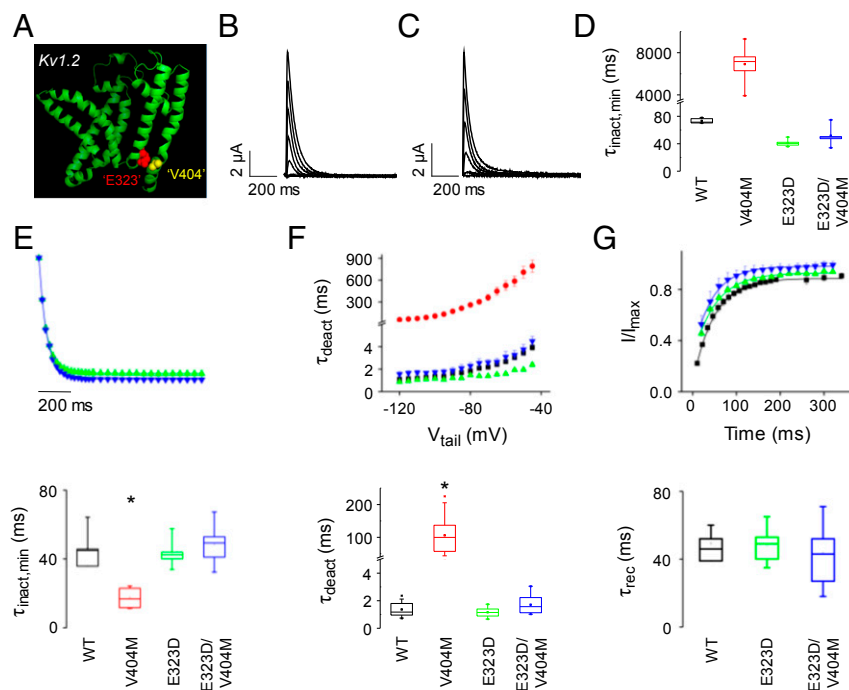 A
B
C
D
Kv1.2
'E323'
'V404'
2 μA
200 ms
2 μA
200 ms
τinact,min (ms)
8000
6000
4000
80
40
0
WT
V404M
E323D
E323D/
V404M
E
F
G
200 ms
τdeact (ms)
900
600
300
4
2
0
-120
-80
-40
Vtail (mV)
I/Imax
0.8
0.4
0.0
0
100
200
300
Time (ms)
τinact,min (ms)
80
40
0
*
WT
V404M
E323D
E323D/
V404M
τdeact (ms)
200
100
4
2
0
*
WT
V404M
E323D
E323D/
V404M
τrec (ms)
80
40
0
WT
E323D
E323D/
V404M